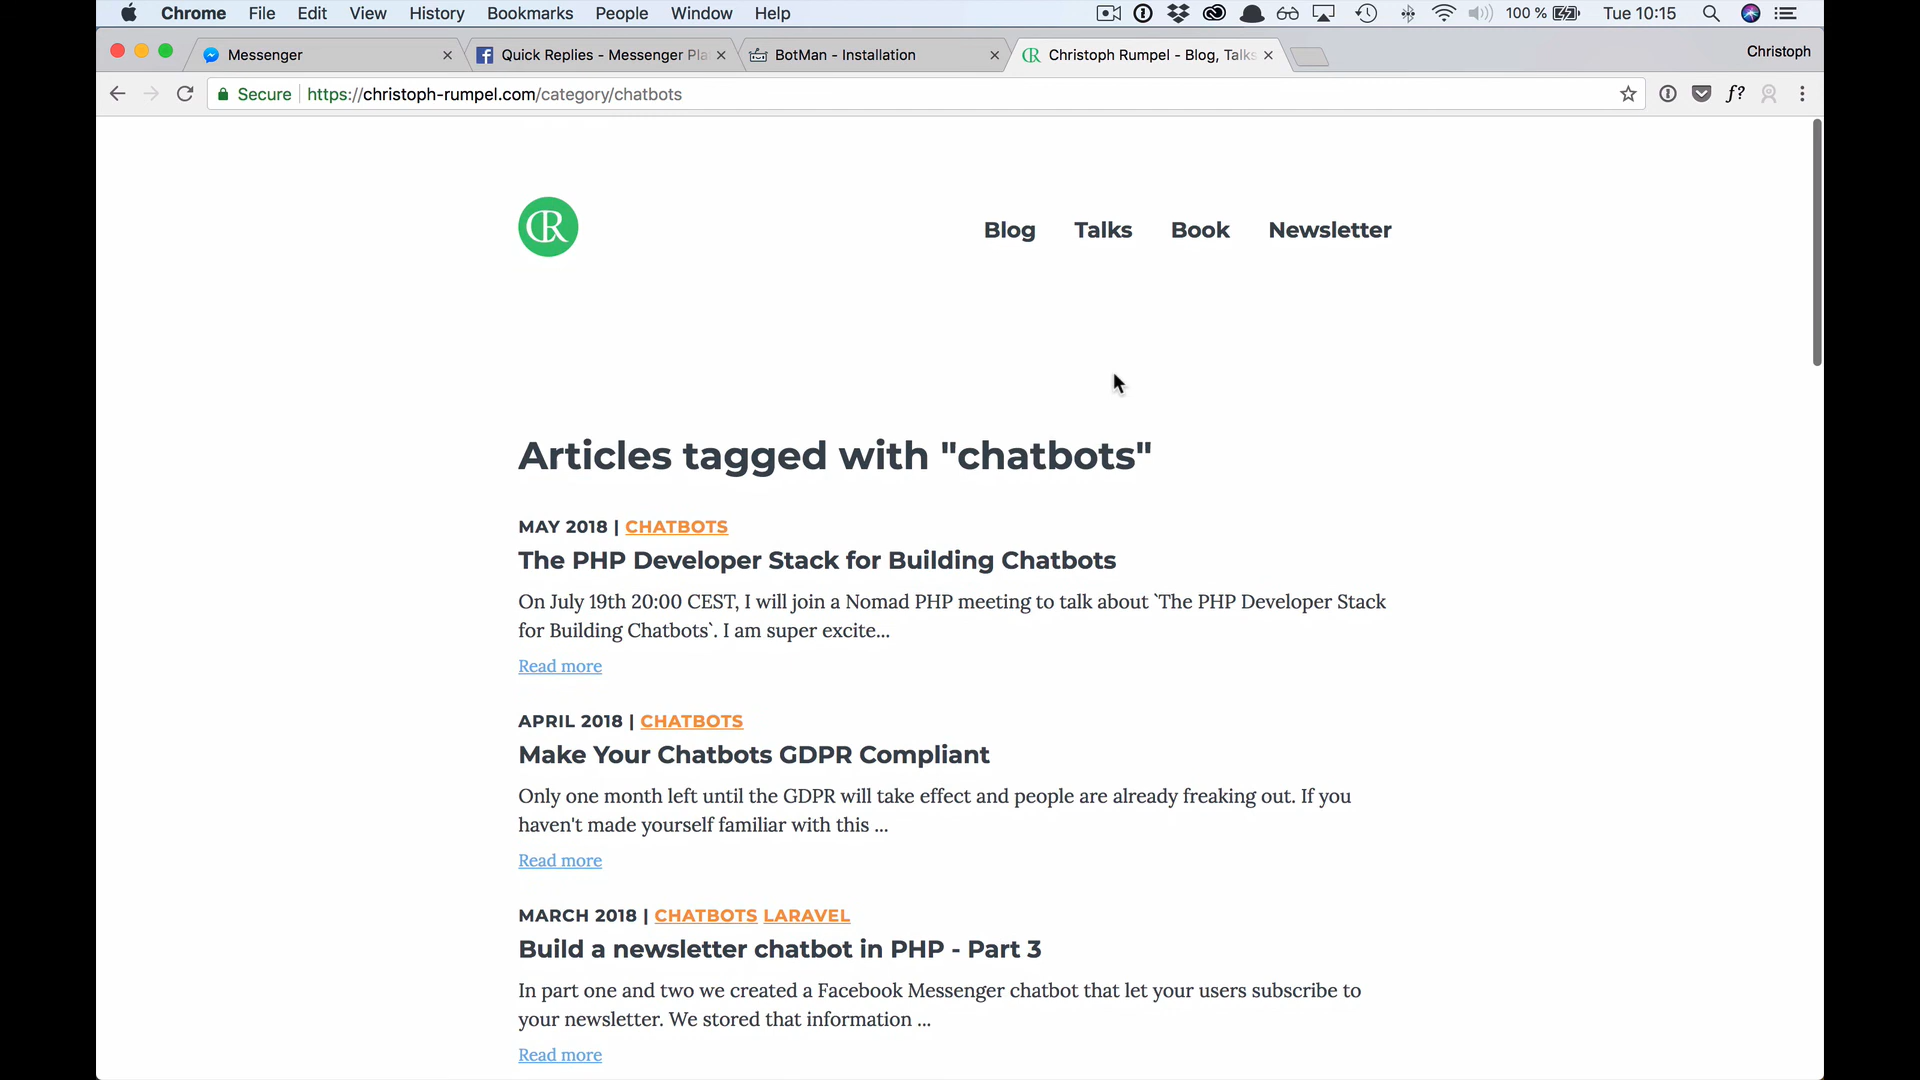 Chrome File Edit View History Bookmarks People Window Help 100 % Tue 10:15
Messenger Quick Replies - Messenger Pla BotMan - Installation Christoph Rumpel - Blog, Talks Christoph
Secure https://christoph-rumpel.com/category/chatbots f?
CR Blog Talks Book Newsletter
Articles tagged with "chatbots"
MAY 2018 | CHATBOTS
The PHP Developer Stack for Building Chatbots
On July 19th 20:00 CEST, I will join a Nomad PHP meeting to talk about `The PHP Developer Stack
for Building Chatbots`. I am super excite...
Read more
APRIL 2018 | CHATBOTS
Make Your Chatbots GDPR Compliant
Only one month left until the GDPR will take effect and people are already freaking out. If you
haven't made yourself familiar with this ...
Read more
MARCH 2018 | CHATBOTS LARAVEL
Build a newsletter chatbot in PHP - Part 3
In part one and two we created a Facebook Messenger chatbot that let your users subscribe to
your newsletter. We stored that information ...
Read more